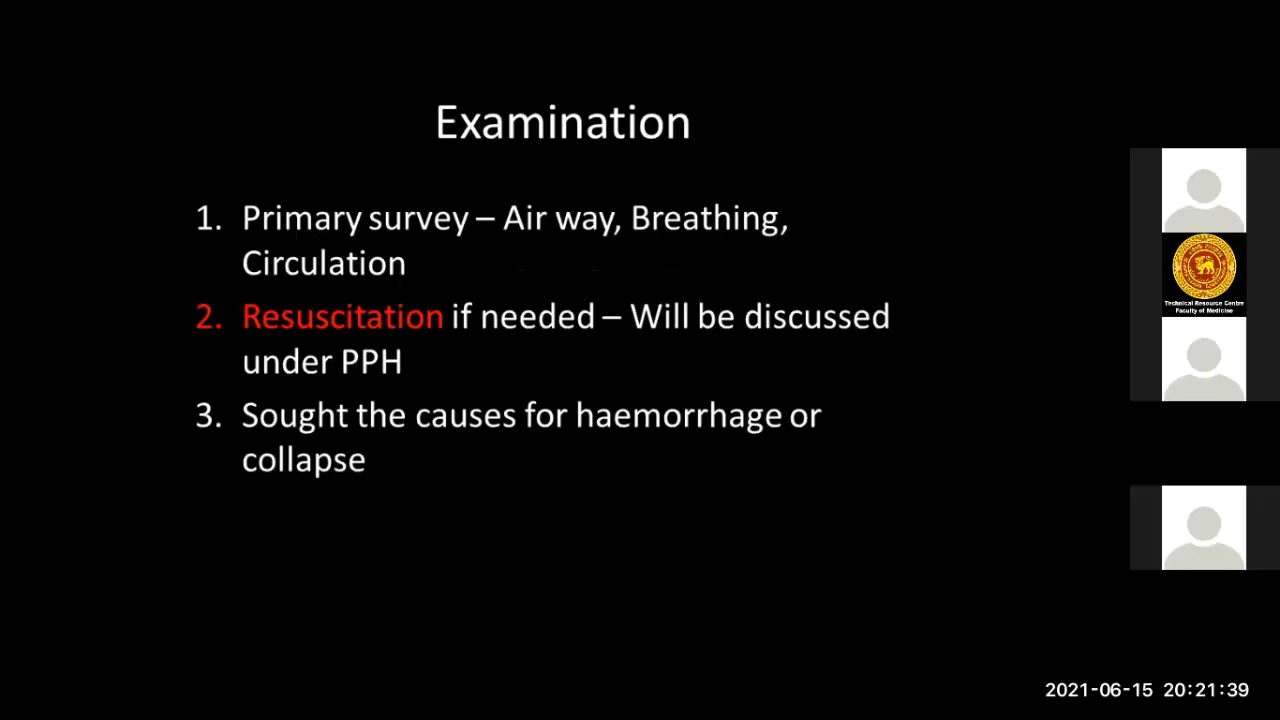 Examination
1. Primary survey – Air way, Breathing,
Circulation
2. Resuscitation if needed – Will be discussed
under PPH
3. Sought the causes for haemorrhage or
collapse
Technical Resource Centre
Faculty of Medicine
2021-06-15 20:21:39